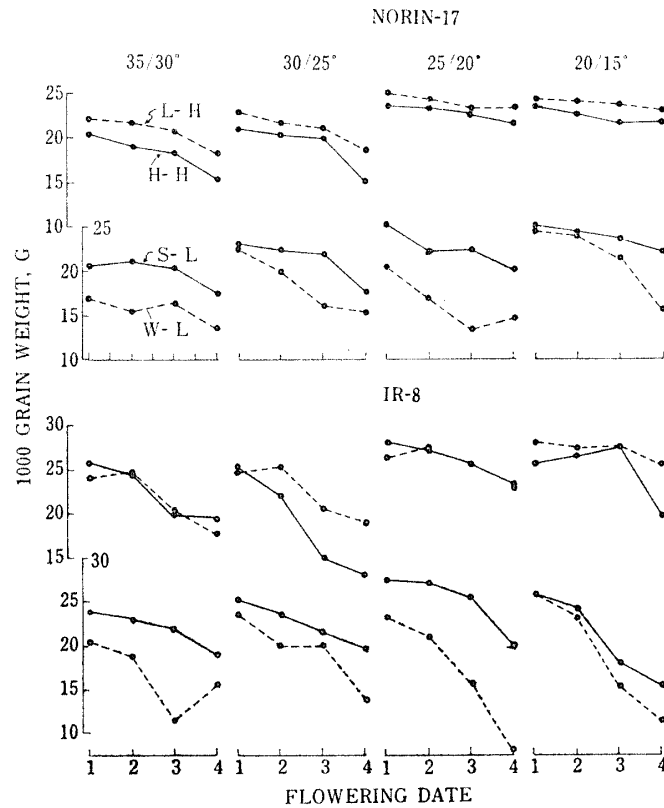 NORIN-17
35/30° 30/25° 25/20° 20/15°
25
20
15
10
L-H
H-H
25
20
15
10
S-L
W-L
1000 GRAIN WEIGHT, G
IR-8
30
25
20
15
30
25
20
15
10
1 2 3 4 1 2 3 4 1 2 3 4 1 2 3 4
FLOWERING DATE